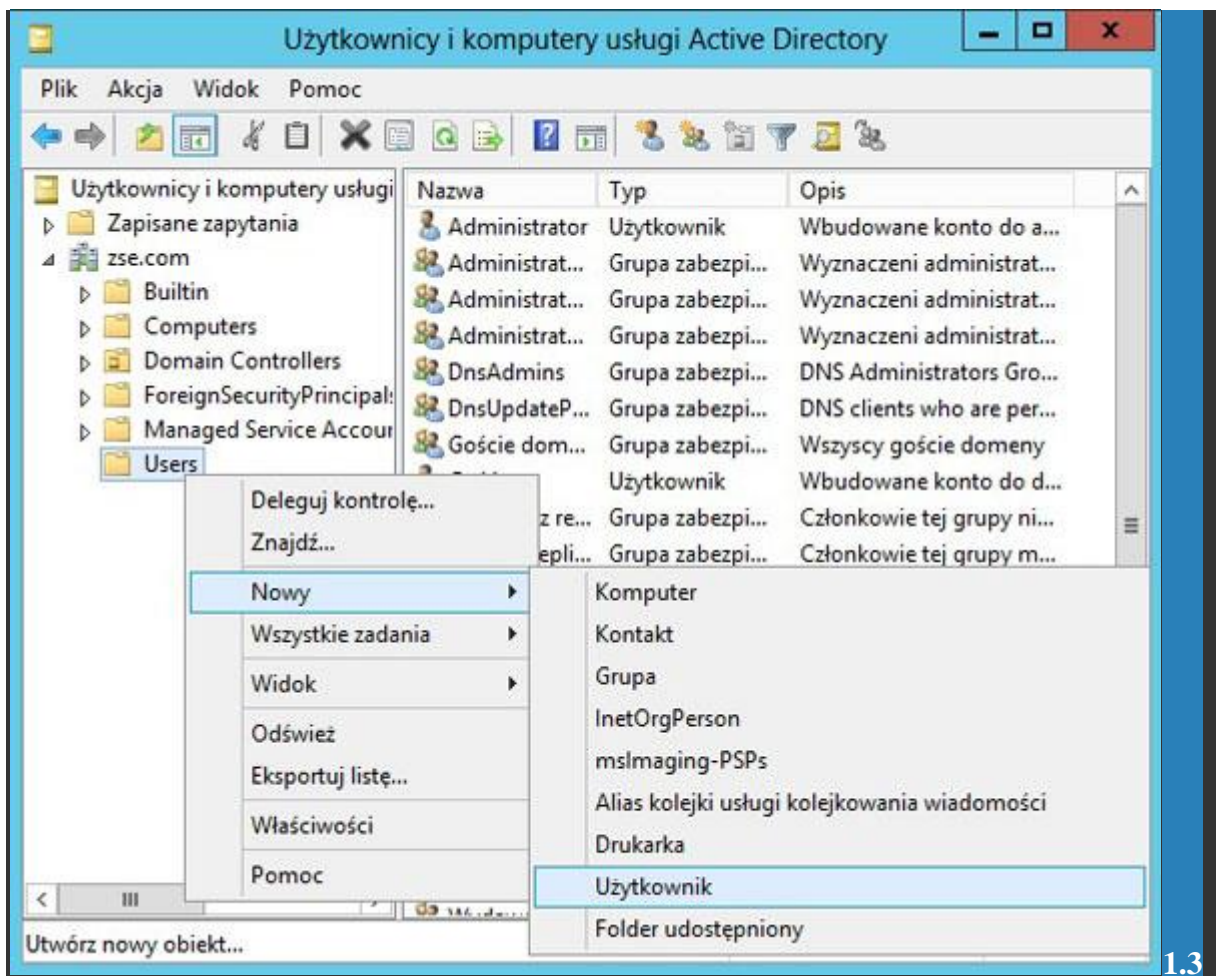 Użytkownicy i komputery usługi Active Directory
Plik Akcja Widok Pomoc
Użytkownicy i komputery usługi
Zapisane zapytania
zse.com
Builtin
Computers
Domain Controllers
ForeignSecurityPrincipal
Managed Service Accour
Users
Nazwa Typ Opis
Administrator Użytkownik Wbudowane konto do a...
Administrat... Grupa zabezpi... Wyznaczeni administrat...
Administrat... Grupa zabezpi... Wyznaczeni administrat...
Administrat... Grupa zabezpi... Wyznaczeni administrat...
DnsAdmins Grupa zabezpi... DNS Administrators Gro...
DnsUpdateP... Grupa zabezpi... DNS clients who are per...
Goście dom... Grupa zabezpi... Wszyscy goście domeny
Użytkownik Wbudowane konto do d...
z re... Grupa zabezpi... Członkowie tej grupy ni...
epli... Grupa zabezpi... Członkowie tej grupy m...
Deleguj kontrolę...
Znajdź...
Nowy
Wszystkie zadania
Widok
Odśwież
Eksportuj listę...
Właściwości
Pomoc
Komputer
Kontakt
Grupa
InetOrgPerson
msImaging-PSPs
Alias kolejki usługi kolejkowania wiadomości
Drukarka
Użytkownik
Folder udostępniony
Utwórz nowy obiekt...
1.3